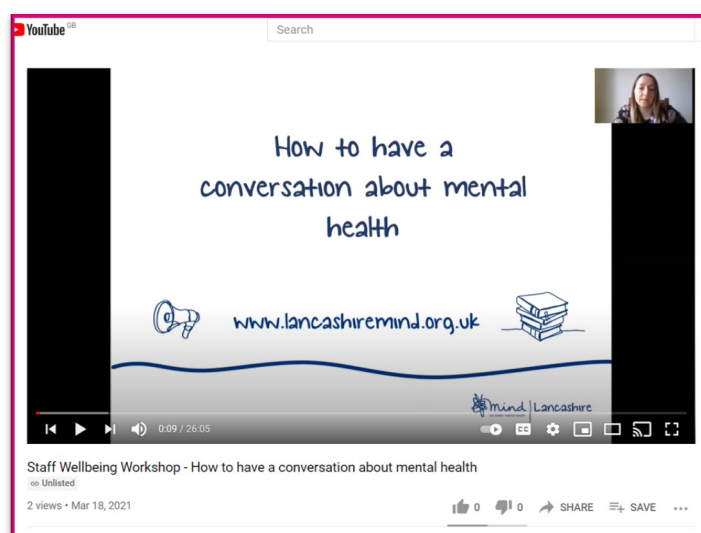 YouTube GB
Search
How to have a
conversation about mental
health
www.lancashiremind.org.uk
mind | Lancashire
0:09 / 26:05
CC
Staff Wellbeing Workshop - How to have a conversation about mental health
Unlisted
2 views • Mar 18, 2021
0 0 SHARE SAVE